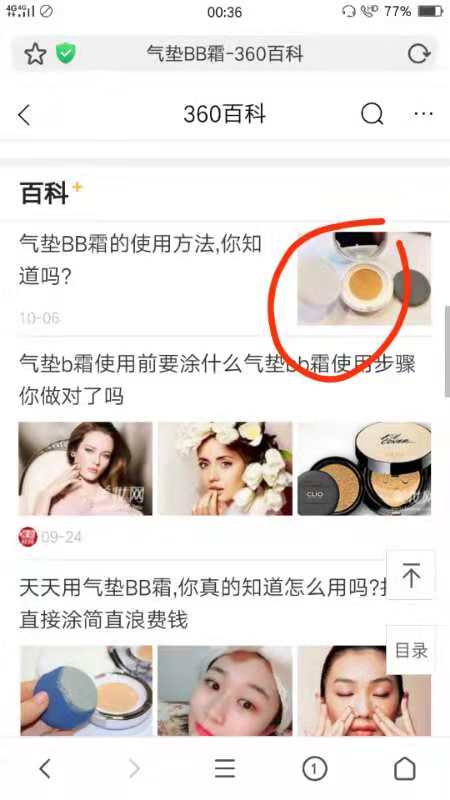 4G 4G
00:36
77%
气垫BB霜-360百科
360百科
百科+
气垫BB霜的使用方法,你知
道吗?
10-06
气垫b霜使用前要涂什么气垫bb霜使用步骤
你做对了吗
CLIO
09-24
天天用气垫BB霜,你真的知道怎么用吗?
直接涂简直浪费钱
目录
1